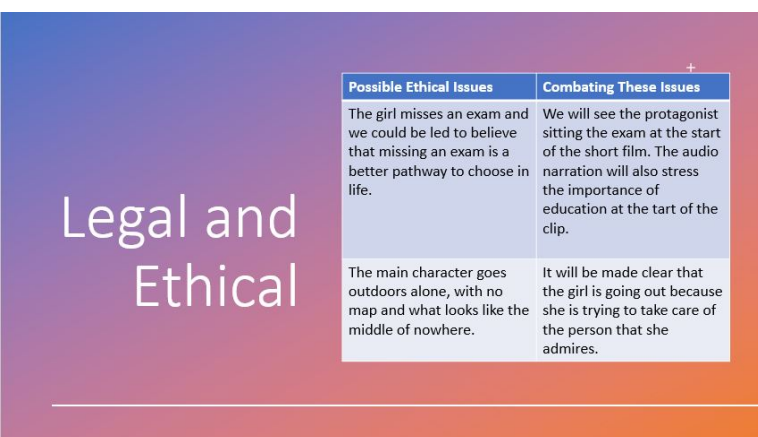 Legal and
Ethical
+
Possible Ethical Issues
Combating These Issues
The girl misses an exam and
we could be led to believe
that missing an exam is a
better pathway to choose in
life.
We will see the protagonist
sitting the exam at the start
of the short film. The audio
narration will also stress
the importance of
education at the tart of the
clip.
The main character goes
outdoors alone, with no
map and what looks like the
middle of nowhere.
It will be made clear that
the girl is going out because
she is trying to take care of
the person that she
admires.